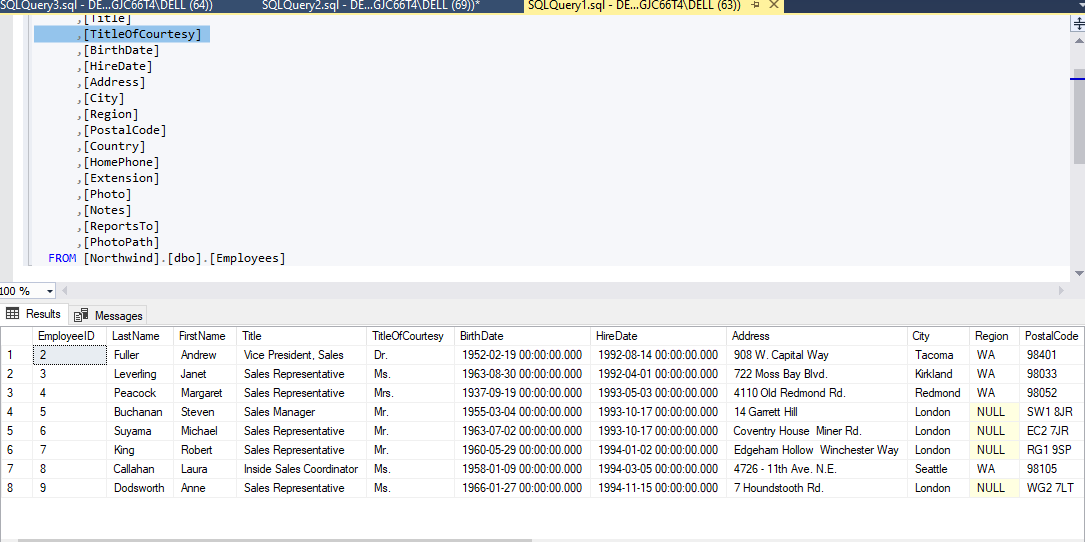 SQLQuery3.sql - DE...GJC66T4\DELL (64)) SQLQuery2.sql - DE...GJC66T4\DELL (69))* SQLQuery1.sql - DE...GJC66T4\DELL (63))
,[Title]
,[TitleOfCourtesy]
,[BirthDate]
,[HireDate]
,[Address]
,[City]
,[Region]
,[PostalCode]
,[Country]
,[HomePhone]
,[Extension]
,[Photo]
,[Notes]
,[ReportsTo]
,[PhotoPath]
FROM [Northwind].[dbo].[Employees]
100 %
Results Messages
EmployeeID LastName FirstName Title TitleOfCourtesy BirthDate HireDate Address City Region PostalCode
1 2 Fuller Andrew Vice President, Sales Dr. 1952-02-19 00:00:00.000 1992-08-14 00:00:00.000 908 W. Capital Way Tacoma WA 98401
2 3 Leverling Janet Sales Representative Ms. 1963-08-30 00:00:00.000 1992-04-01 00:00:00.000 722 Moss Bay Blvd. Kirkland WA 98033
3 4 Peacock Margaret Sales Representative Mrs. 1937-09-19 00:00:00.000 1993-05-03 00:00:00.000 4110 Old Redmond Rd. Redmond WA 98052
4 5 Buchanan Steven Sales Manager Mr. 1955-03-04 00:00:00.000 1993-10-17 00:00:00.000 14 Garrett Hill London NULL SW1 8JR
5 6 Suyama Michael Sales Representative Mr. 1963-07-02 00:00:00.000 1993-10-17 00:00:00.000 Coventry House Miner Rd. London NULL EC2 7JR
6 7 King Robert Sales Representative Mr. 1960-05-29 00:00:00.000 1994-01-02 00:00:00.000 Edgeham Hollow Winchester Way London NULL RG1 9SP
7 8 Callahan Laura Inside Sales Coordinator Ms. 1958-01-09 00:00:00.000 1994-03-05 00:00:00.000 4726 - 11th Ave. N.E. Seattle WA 98105
8 9 Dodsworth Anne Sales Representative Ms. 1966-01-27 00:00:00.000 1994-11-15 00:00:00.000 7 Houndstooth Rd. London NULL WG2 7LT